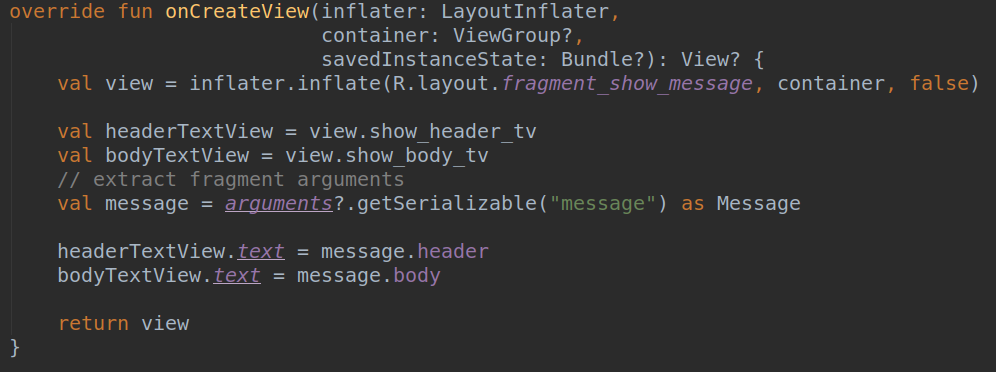 override fun onCreateView(inflater: LayoutInflater,
container: ViewGroup?,
savedInstanceState: Bundle?): View? {
val view = inflater.inflate(R.layout.fragment_show_message, container, false)
val headerTextView = view.show_header_tv
val bodyTextView = view.show_body_tv
// extract fragment arguments
val message = arguments?.getSerializable("message") as Message
headerTextView.text = message.header
bodyTextView.text = message.body
return view
}